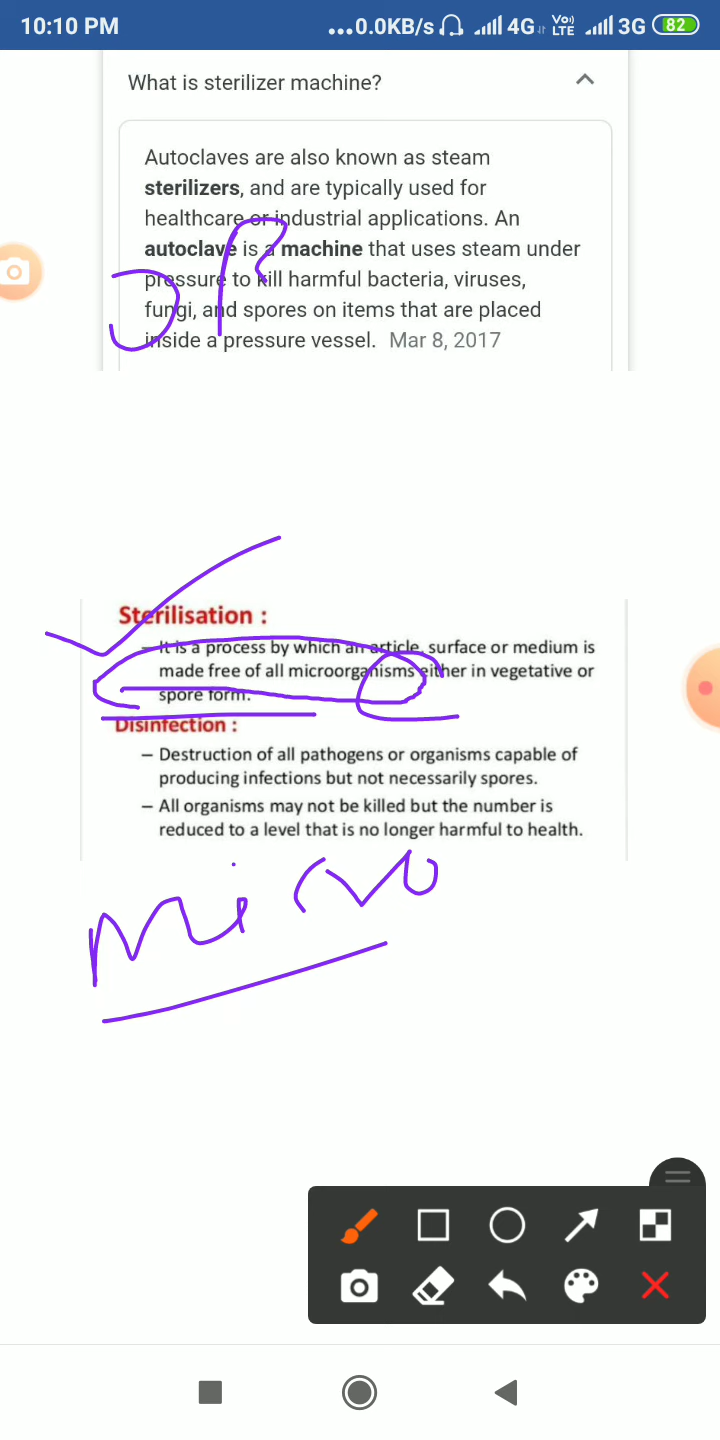 10:10 PM ...0.0KB/s 4G VoLTE 3G 82
What is sterilizer machine?
Autoclaves are also known as steam
sterilizers, and are typically used for
healthcare or industrial applications. An
autoclave is a machine that uses steam under
pressure to kill harmful bacteria, viruses,
fungi, and spores on items that are placed
inside a pressure vessel. Mar 8, 2017
Sterilisation :
– It is a process by which an article, surface or medium is
made free of all microorganisms either in vegetative or
spore form.
Disinfection :
– Destruction of all pathogens or organisms capable of
producing infections but not necessarily spores.
– All organisms may not be killed but the number is
reduced to a level that is no longer harmful to health.
micro